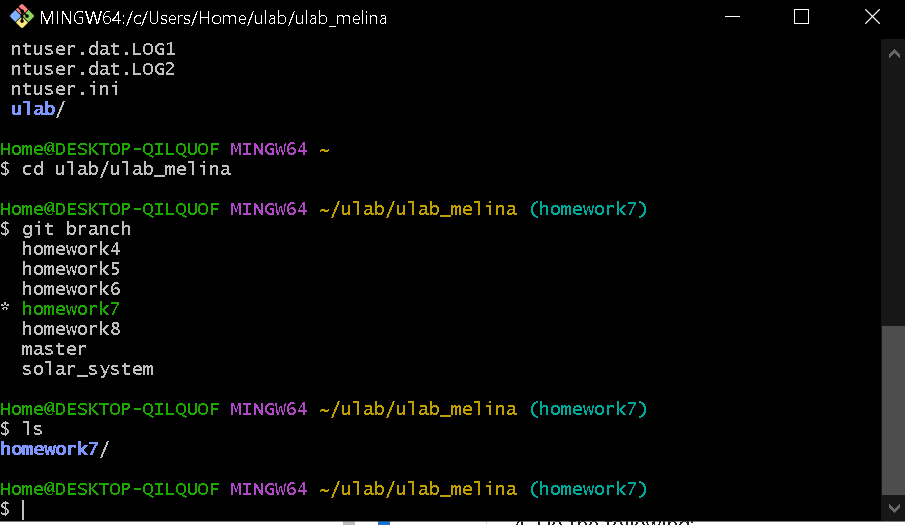 MINGW64:/c/Users/Home/ulab/ulab_melina
ntuser.dat.LOG1
ntuser.dat.LOG2
ntuser.ini
ulab/
Home@DESKTOP-QILQUOF MINGW64 ~
$ cd ulab/ulab_melina
Home@DESKTOP-QILQUOF MINGW64 ~/ulab/ulab_melina (homework7)
$ git branch
homework4
homework5
homework6
* homework7
homework8
master
solar_system
Home@DESKTOP-QILQUOF MINGW64 ~/ulab/ulab_melina (homework7)
$ ls
homework7/
Home@DESKTOP-QILQUOF MINGW64 ~/ulab/ulab_melina (homework7)
$